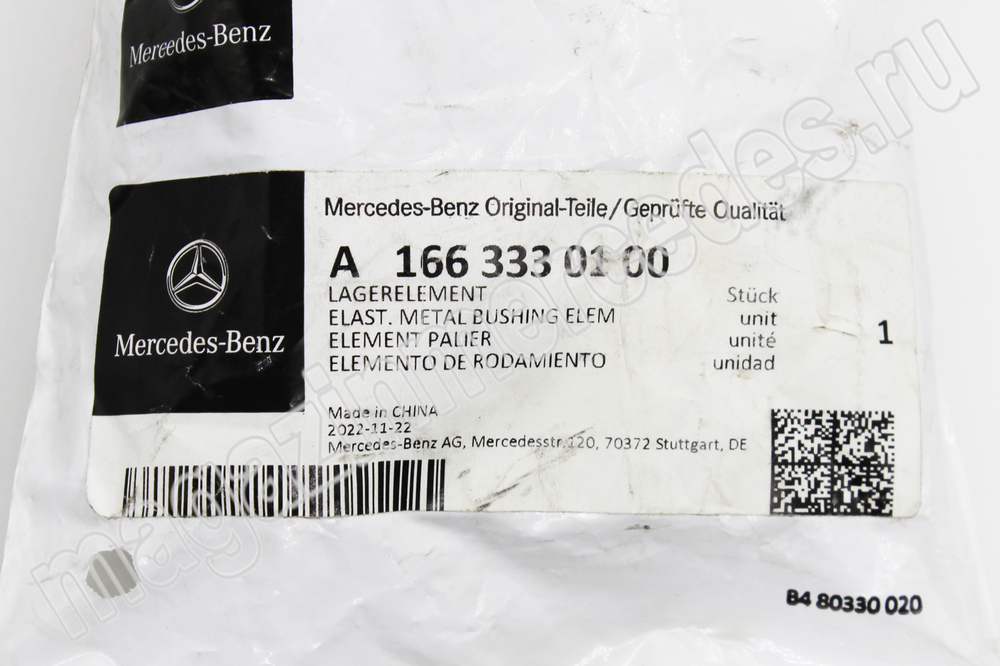 Mercedes-Benz
Mercedes-Benz Original-Teile/Geprüfte Qualität
A 166 333 01 00
LAGERELEMENT Stück
ELAST. METAL BUSHING ELEM unit
ELEMENT PALIER unité 1
ELEMENTO DE RODAMIENTO unidad
Mercedes-Benz
Made in CHINA
2022-11-22
Mercedes-Benz AG, Mercedesstr.120, 70372 Stuttgart, DE
B4 80330 020
magazinmercedes.ru